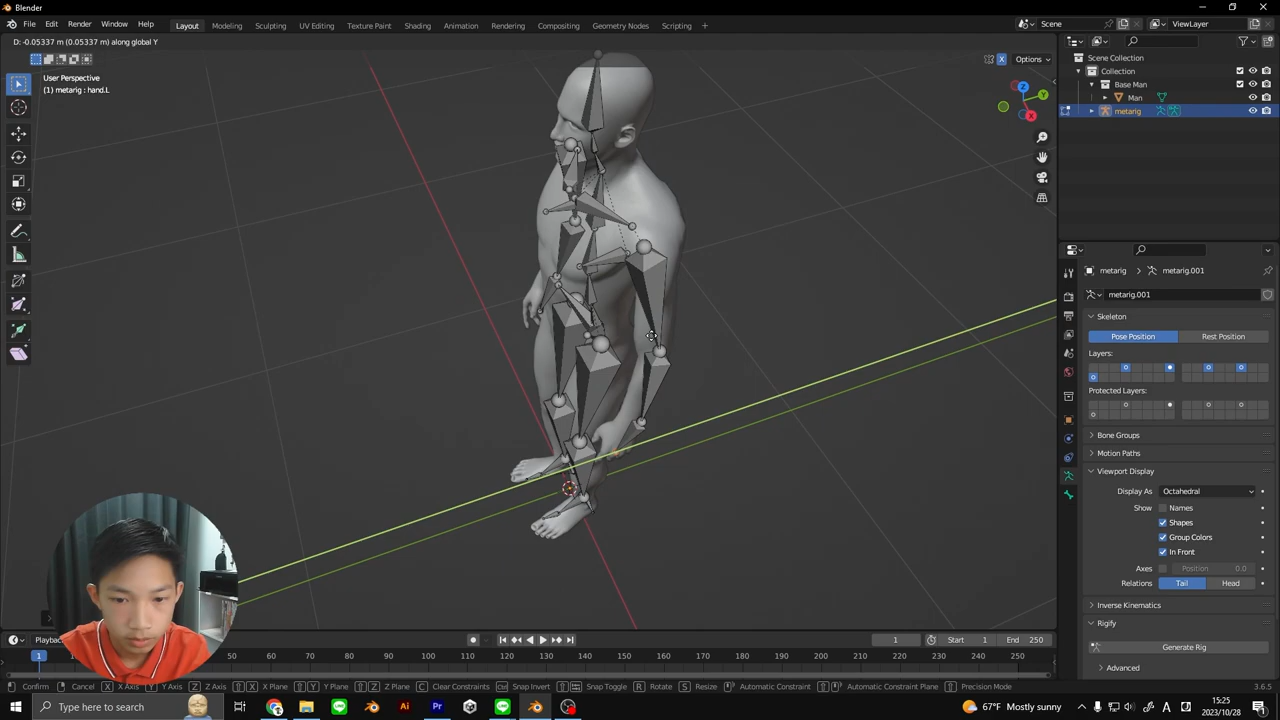 Blender
File Edit Render Window Help
Layout Modeling Sculpting UV Editing Texture Paint Shading Animation Rendering Compositing Geometry Nodes Scripting +
Scene
ViewLayer
D: -0.05337 m (0.05337 m) along global Y
X
Options
User Perspective
(1) metarig : hand.L
Z
Y
X
Scene Collection
Collection
Base Man
Man
metarig
metarig
metarig.001
metarig.001
Skeleton
Pose Position Rest Position
Layers:
Protected Layers:
Bone Groups
Motion Paths
Viewport Display
Display As Octahedral
Show Names
Shapes
Group Colors
In Front
Axes Position 0.0
Relations Tail Head
Inverse Kinematics
Rigify
Generate Rig
Advanced
Playba
1 Start 1 End 250
1 50 60 70 80 90 100 110 120 130 140 150 160 170 180 190 200 210 220 230 240 250
Confirm Cancel X X Axis Y Y Axis Z Z Axis X X Plane Y Y Plane Z Z Plane C Clear Constraints Ctrl Snap Invert Snap Toggle R Rotate S Resize Automatic Constraint Automatic Constraint Plane Precision Mode
3.6.5
Type here to search
67°F Mostly sunny
A
15:25
2023/10/28